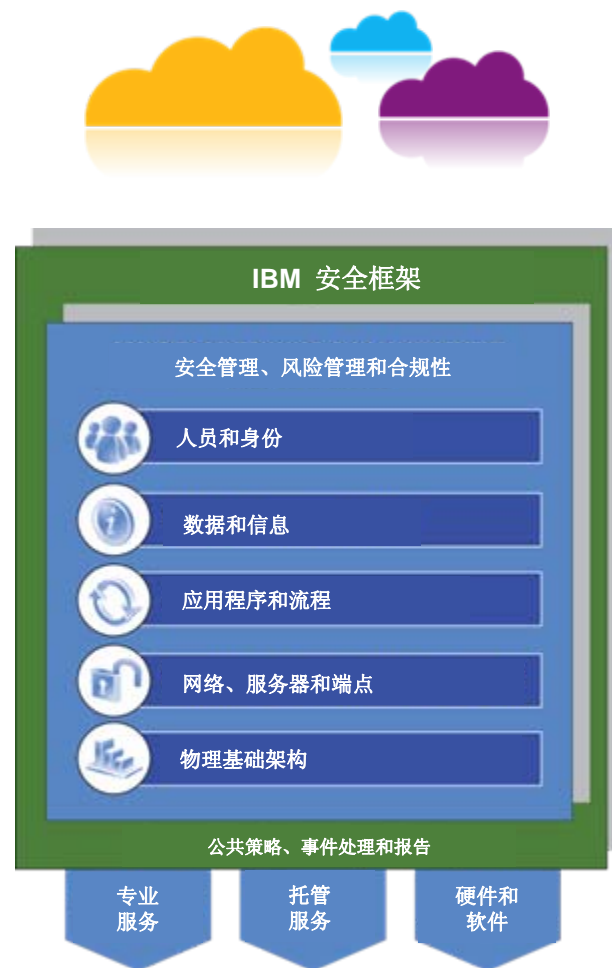 IBM 安全框架
安全管理、风险管理和合规性
人员和身份
数据和信息
应用程序和流程
网络、服务器和端点
物理基础架构
公共策略、事件处理和报告
专业
服务
托管
服务
硬件和
软件